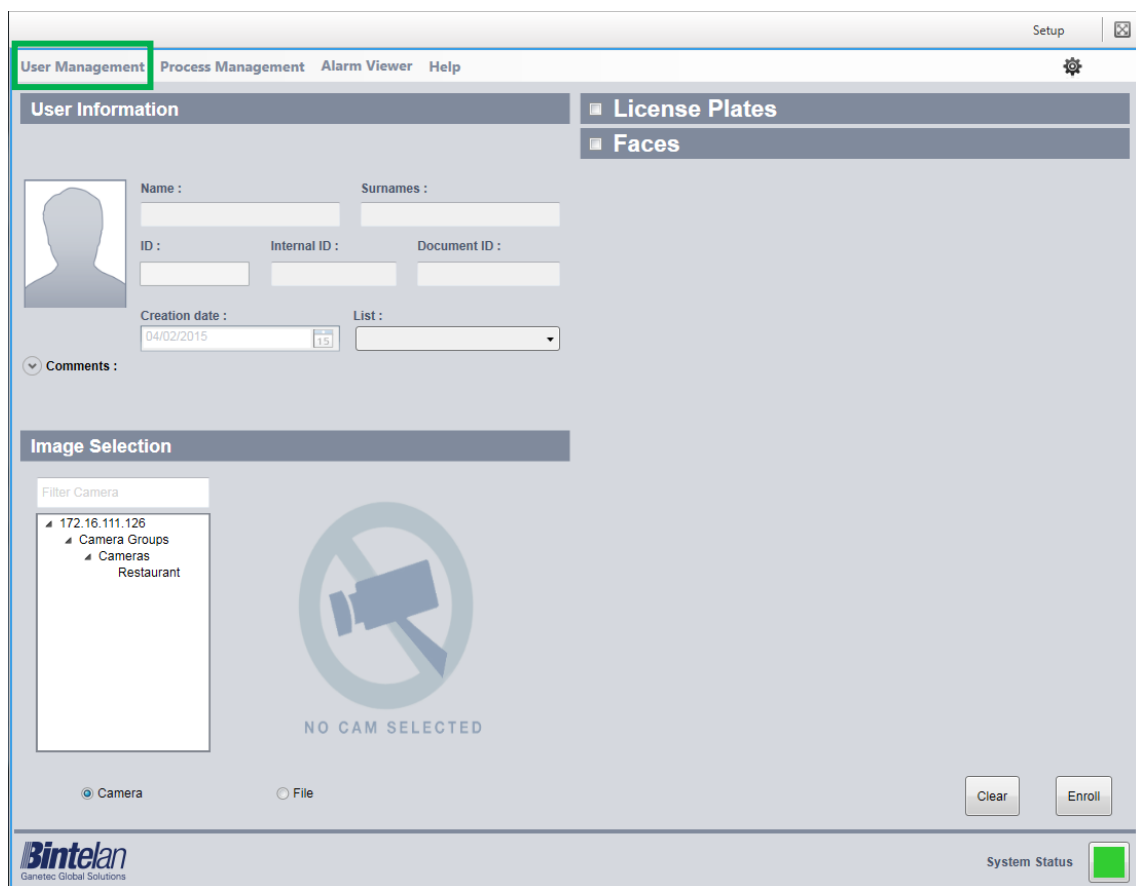 Setup
User Management Process Management Alarm Viewer Help
User Information
Name : Surnames :
ID : Internal ID : Document ID :
Creation date : List :
04/02/2015 15
Comments :
License Plates
Faces
Image Selection
Filter Camera
172.16.111.126
Camera Groups
Cameras
Restaurant
NO CAM SELECTED
Camera File
Clear Enroll
Bintelan
Ganetec Global Solutions
System Status